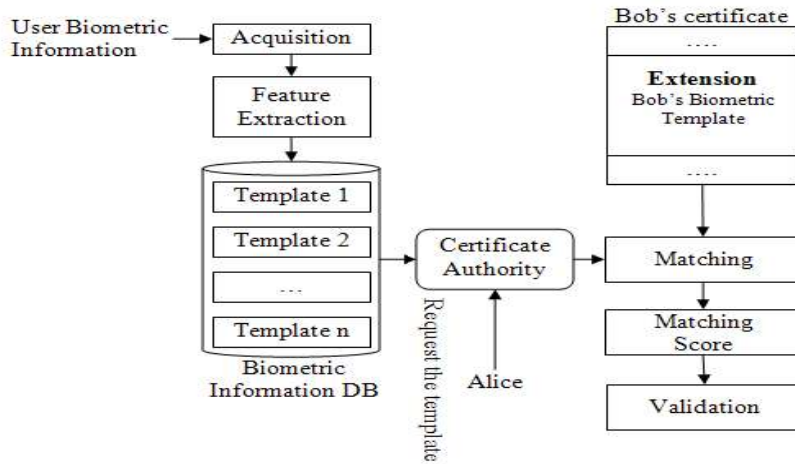 User Biometric
Information
Acquisition
Feature
Extraction
Template 1
Template 2
...
Template n
Biometric
Information DB
Certificate
Authority
Request the template
Alice
Bob's certificate
....
Extension
Bob's Biometric
Template
....
Matching
Matching
Score
Validation